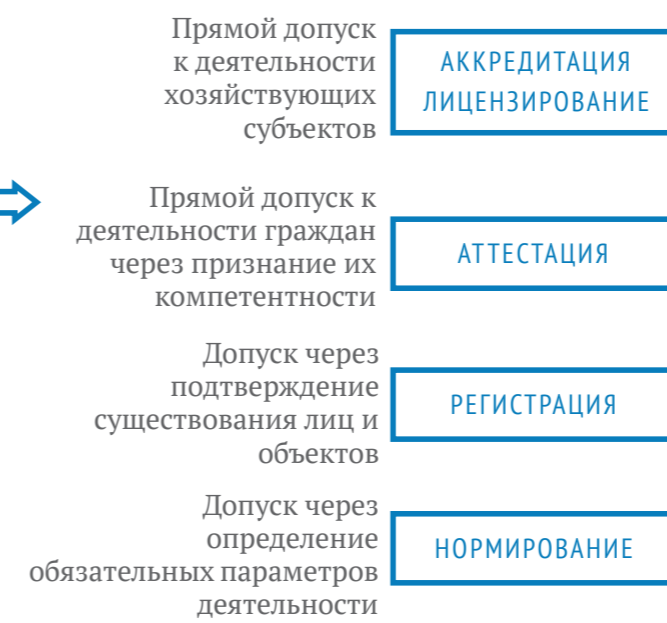 Прямой допуск
к деятельности
хозяйствующих
субъектов
АККРЕДИТАЦИЯ
ЛИЦЕНЗИРОВАНИЕ
Прямой допуск к
деятельности граждан
через признание их
компетентности
АТТЕСТАЦИЯ
Допуск через
подтверждение
существования лиц и
объектов
РЕГИСТРАЦИЯ
Допуск через
определение
обязательных параметров
деятельности
НОРМИРОВАНИЕ